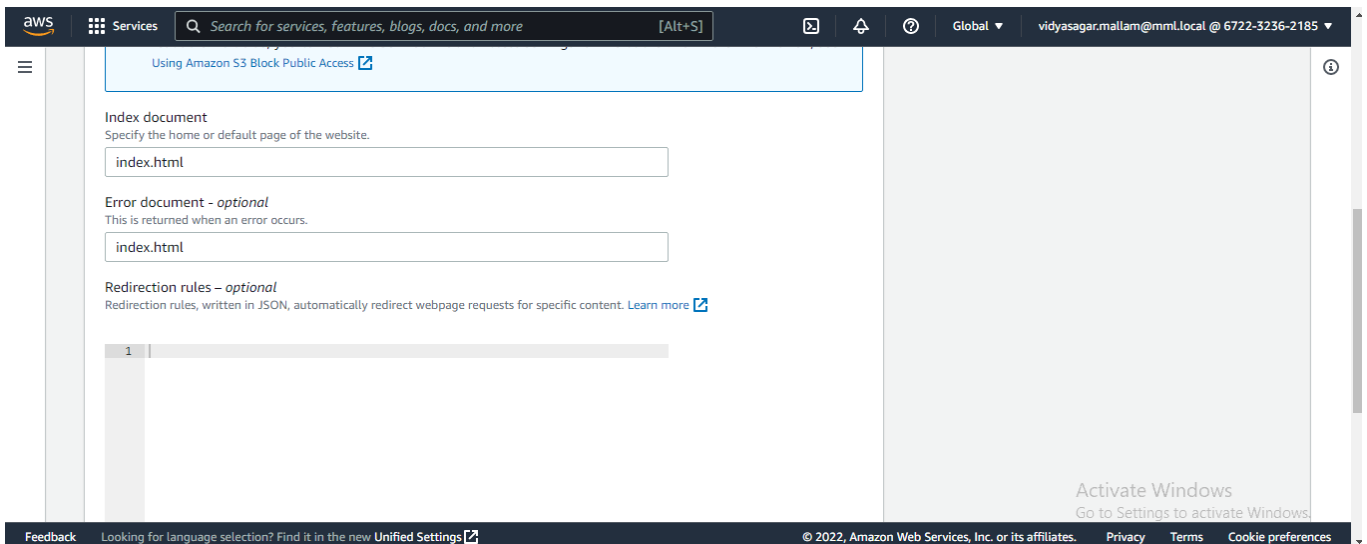 aws Services Search for services, features, blogs, docs, and more [Alt+S] Global vidyasagar.mallam@mml.local @ 6722-3236-2185
Using Amazon S3 Block Public Access
Index document
Specify the home or default page of the website.
index.html
Error document - optional
This is returned when an error occurs.
index.html
Redirection rules – optional
Redirection rules, written in JSON, automatically redirect webpage requests for specific content. Learn more
1
Activate Windows
Go to Settings to activate Windows.
Feedback Looking for language selection? Find it in the new Unified Settings © 2022, Amazon Web Services, Inc. or its affiliates. Privacy Terms Cookie preferences